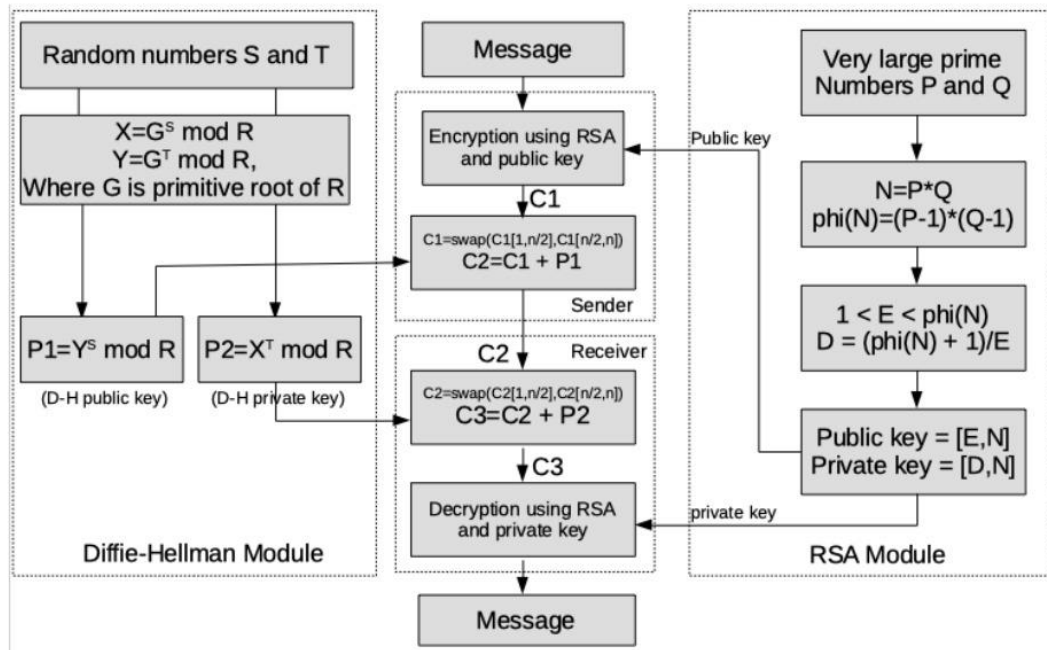 Random numbers S and T
X=Gˢ mod R
Y=Gᵀ mod R,
Where G is primitive root of R
P1=Yˢ mod R
(D-H public key)
P2=Xᵀ mod R
(D-H private key)
Diffie-Hellman Module
Message
Encryption using RSA
and public key
C1
C1=swap(C1[1,n/2],C1[n/2,n])
C2=C1 + P1
Sender
C2
Receiver
C2=swap(C2[1,n/2],C2[n/2,n])
C3=C2 + P2
C3
Decryption using RSA
and private key
Message
Public key
private key
Very large prime
Numbers P and Q
N=P*Q
phi(N)=(P-1)*(Q-1)
1 < E < phi(N)
D = (phi(N) + 1)/E
Public key = [E,N]
Private key = [D,N]
RSA Module